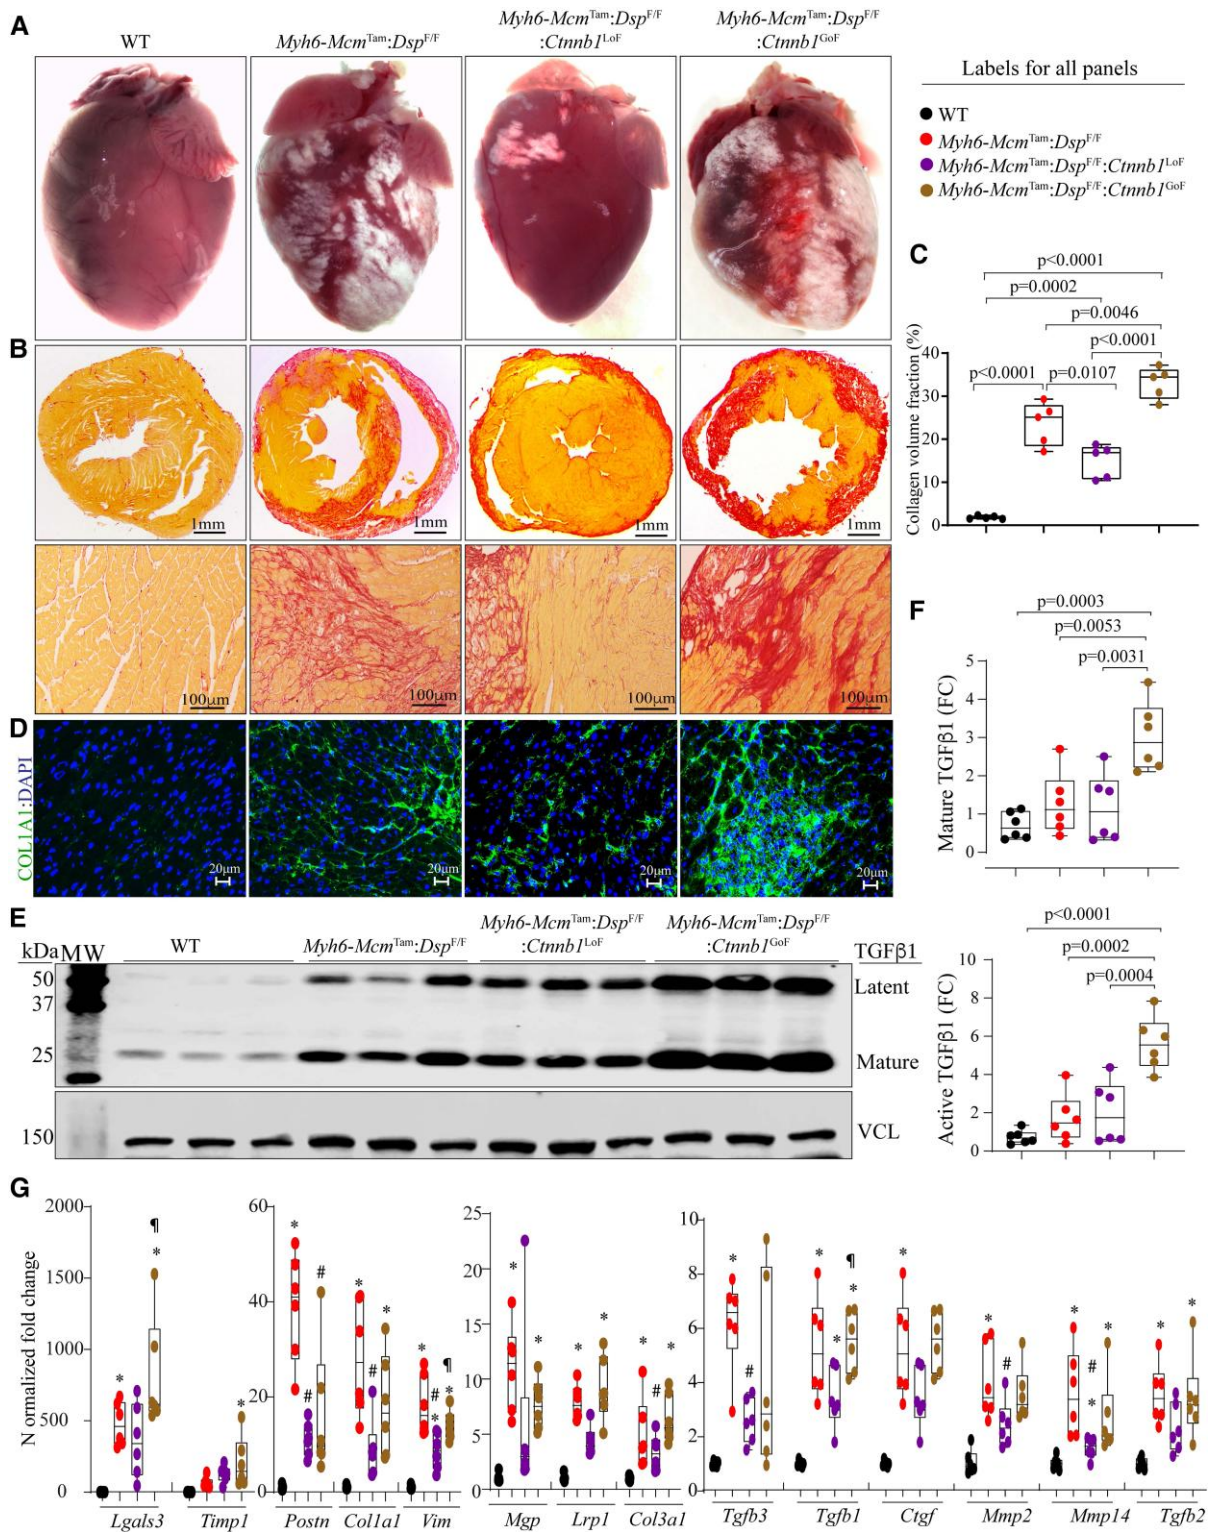 A
WT
Myh6-Mcm^Tam:Dsp^F/F
Myh6-Mcm^Tam:Dsp^F/F
:Ctnnb1^LoF
Myh6-Mcm^Tam:Dsp^F/F
:Ctnnb1^GoF
Labels for all panels
WT
Myh6-Mcm^Tam:Dsp^F/F
Myh6-Mcm^Tam:Dsp^F/F:Ctnnb1^LoF
Myh6-Mcm^Tam:Dsp^F/F:Ctnnb1^GoF
B
1mm
1mm
1mm
1mm
100µm
100µm
100µm
100µm
C
p<0.0001
p=0.0002
p=0.0046
p<0.0001
p<0.0001
p=0.0107
Collagen volume fraction (%)
40
30
20
10
0
D
COL1A1:DAPI
20µm
20µm
20µm
20µm
E
kDa
MW
WT
Myh6-Mcm^Tam:Dsp^F/F
Myh6-Mcm^Tam:Dsp^F/F
:Ctnnb1^LoF
Myh6-Mcm^Tam:Dsp^F/F
:Ctnnb1^GoF
TGFβ1
50
37
25
150
Latent
Mature
VCL
F
p=0.0003
p=0.0053
p=0.0031
Mature TGFβ1 (FC)
5
4
3
2
1
0
p<0.0001
p=0.0002
p=0.0004
Active TGFβ1 (FC)
10
8
6
4
2
0
G
N normalized fold change
2000
1500
1000
500
0
* ¶ * *
Lgals3
Timp1
60
40
20
0
* # # * # * * # * ¶ *
Postn
Col1a1
Vim
25
20
15
10
5
0
* * * * * # *
Mgp
Lrp1
Col3a1
10
8
6
4
2
0
* # * * ¶ * * * # * # * * * *
Tgfb3
Tgfb1
Ctgf
Mmp2
Mmp14
Tgfb2